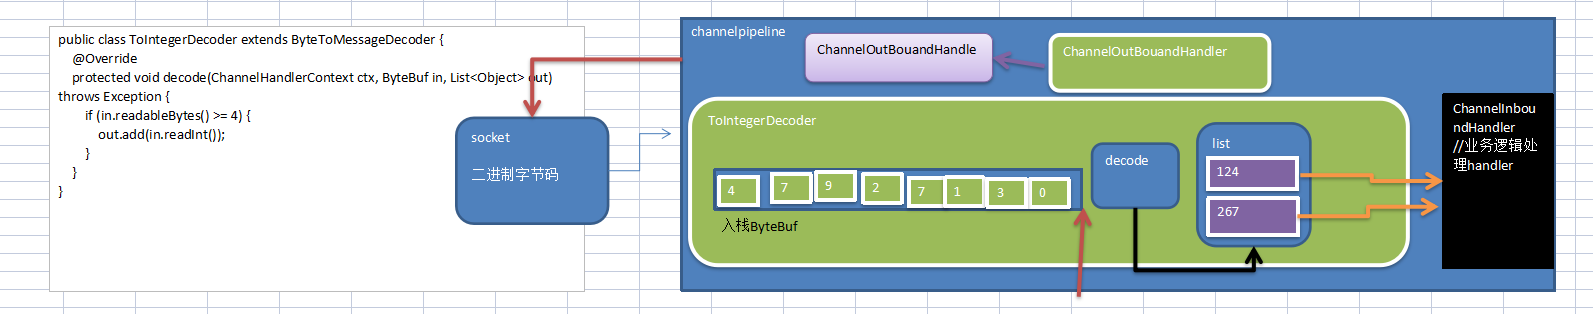 public class ToIntegerDecoder extends ByteToMessageDecoder {
@Override
protected void decode(ChannelHandlerContext ctx, ByteBuf in, List<Object> out)
throws Exception {
if (in.readableBytes() >= 4) {
out.add(in.readInt());
}
}
}
socket
二进制字节码
channelpipeline
ChannelOutBouandHandle
ChannelOutBouandHandler
ToIntegerDecoder
4 7 9 2 7 1 3 0
入栈ByteBuf
decode
list
124
267
ChannelInbou
ndHandler
//业务逻辑处
理handler